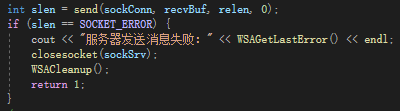 int slen = send(sockConn, recvBuf, relen, 0);
if (slen == SOCKET_ERROR) {
cout << "服务器发送消息失败：" << WSAGetLastError() << endl;
closesocket(sockSrv);
WSACleanup();
return 1;
}